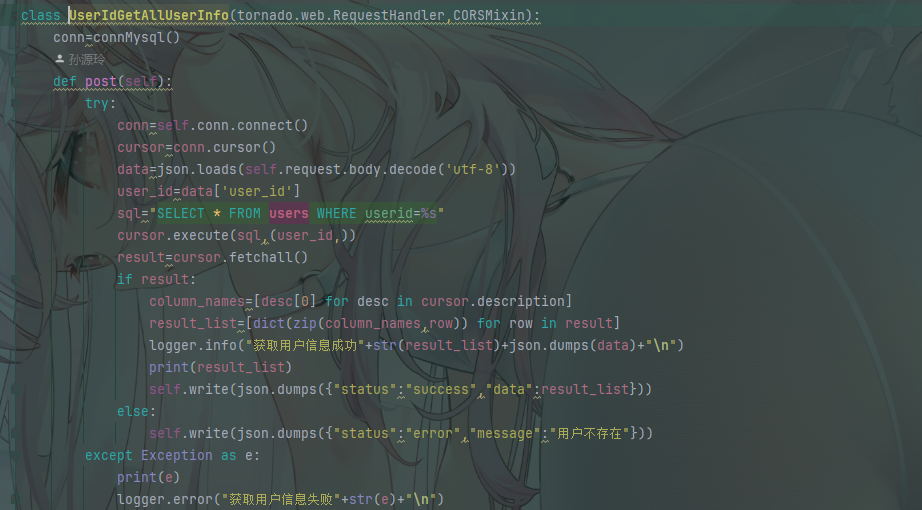 class UserIdGetAllUserInfo(tornado.web.RequestHandler,CORSMixin):
    conn=connMysql()
    孙源玲
    def post(self):
        try:
            conn=self.conn.connect()
            cursor=conn.cursor()
            data=json.loads(self.request.body.decode('utf-8'))
            user_id=data['user_id']
            sql="SELECT * FROM users WHERE userid=%s"
            cursor.execute(sql,(user_id,))
            result=cursor.fetchall()
            if result:
                column_names=[desc[0] for desc in cursor.description]
                result_list=[dict(zip(column_names,row)) for row in result]
                logger.info("获取用户信息成功"+str(result_list)+json.dumps(data)+"\n")
                print(result_list)
                self.write(json.dumps({"status":"success","data":result_list}))
            else:
                self.write(json.dumps({"status":"error","message":"用户不存在"}))
        except Exception as e:
            print(e)
            logger.error("获取用户信息失败"+str(e)+"\n")